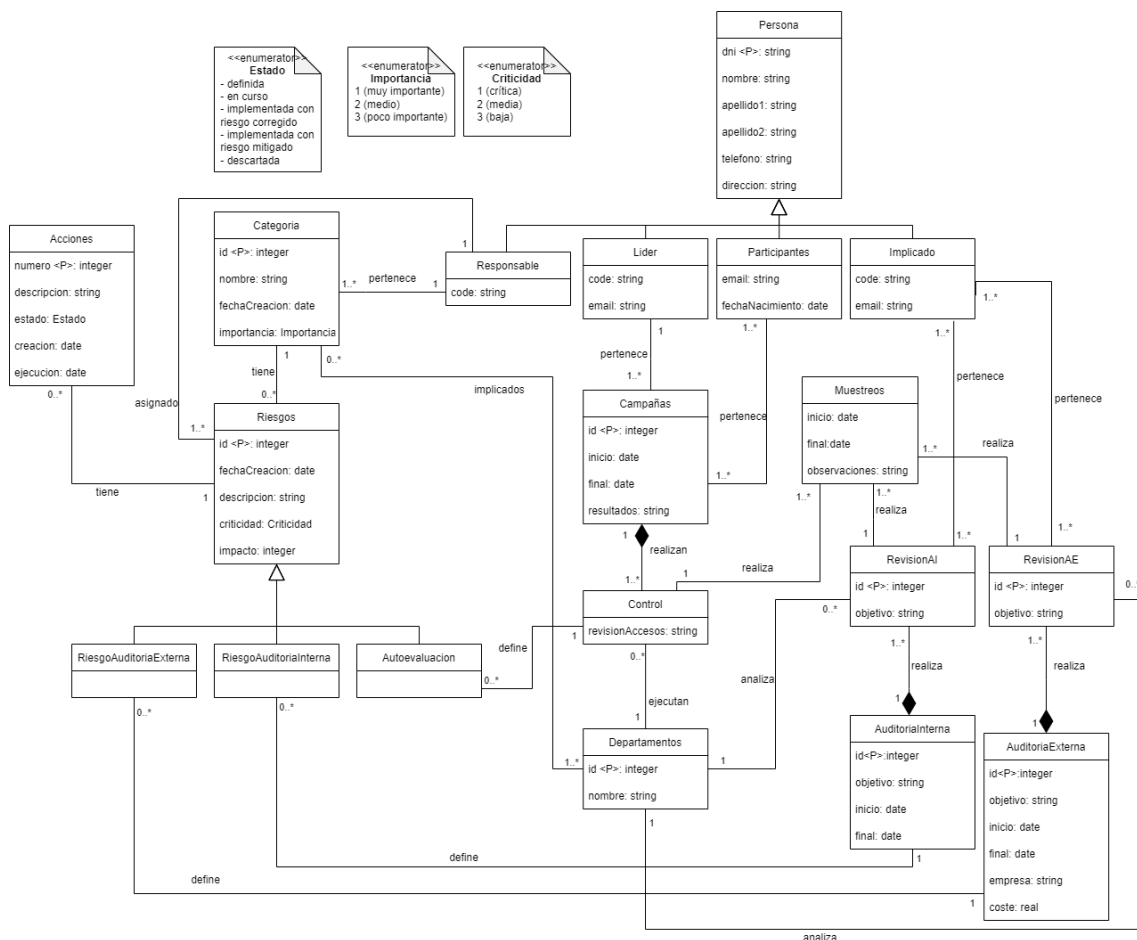 Persona
dni <P>: string
nombre: string
apellido1: string
apellido2: string
telefono: string
direccion: string
<<enumerator>>
Estado
- definida
- en curso
- implementada con
riesgo corregido
- implementada con
riesgo mitigado
- descartada
<<enumerator>>
Importancia
1 (muy importante)
2 (medio)
3 (poco importante)
<<enumerator>>
Criticidad
1 (crítica)
2 (media)
3 (baja)
Acciones
numero <P>: integer
descripcion: string
estado: Estado
creacion: date
ejecucion: date
0..*
Categoria
id <P>: integer
nombre: string
fechaCreacion: date
importancia: Importancia
1..*
pertenece
1
1
Responsable
code: string
Lider
code: string
email: string
1
Participantes
email: string
fechaNacimiento: date
1..*
Implicado
code: string
email: string
1..*
1..*
1
tiene
0..*
0..*
implicados
asignado
1..*
tiene
1
pertenece
1..*
pertenece
1..*
pertenece
pertenece
Riesgos
id <P>: integer
fechaCreacion: date
descripcion: string
criticidad: Criticidad
impacto: integer
Campañas
id <P>: integer
inicio: date
final: date
resultados: string
1
realizan
1..*
Muestreos
inicio: date
final:date
observaciones: string
1..*
realiza
1..*
1..*
realiza
1
realiza
1
1..*
1
1..*
RevisionAI
id <P>: integer
objetivo: string
0..*
1..*
RevisionAE
id <P>: integer
objetivo: string
0..*
1..*
Control
revisionAccesos: string
1
0..*
define
0..*
RiesgoAuditoriaExterna
0..*
RiesgoAuditoriaInterna
0..*
Autoevaluacion
ejecutan
1
analiza
1
realiza
1
realiza
1
Departamentos
id <P>: integer
nombre: string
1..*
1
AuditoriaInterna
id<P>:integer
objetivo: string
inicio: date
final: date
1
AuditoriaExterna
id<P>:integer
objetivo: string
inicio: date
final: date
empresa: string
coste: real
1
define
define
analiza